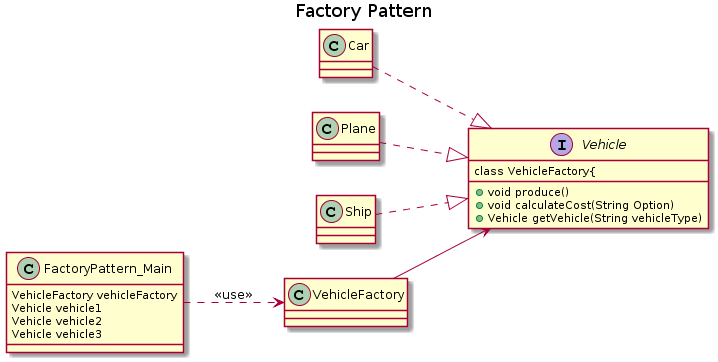 Factory Pattern
C Car
C Plane
C Ship
I Vehicle
class VehicleFactory{
void produce()
void calculateCost(String Option)
Vehicle getVehicle(String vehicleType)
C FactoryPattern_Main
VehicleFactory vehicleFactory
Vehicle vehicle1
Vehicle vehicle2
Vehicle vehicle3
«use»
C VehicleFactory